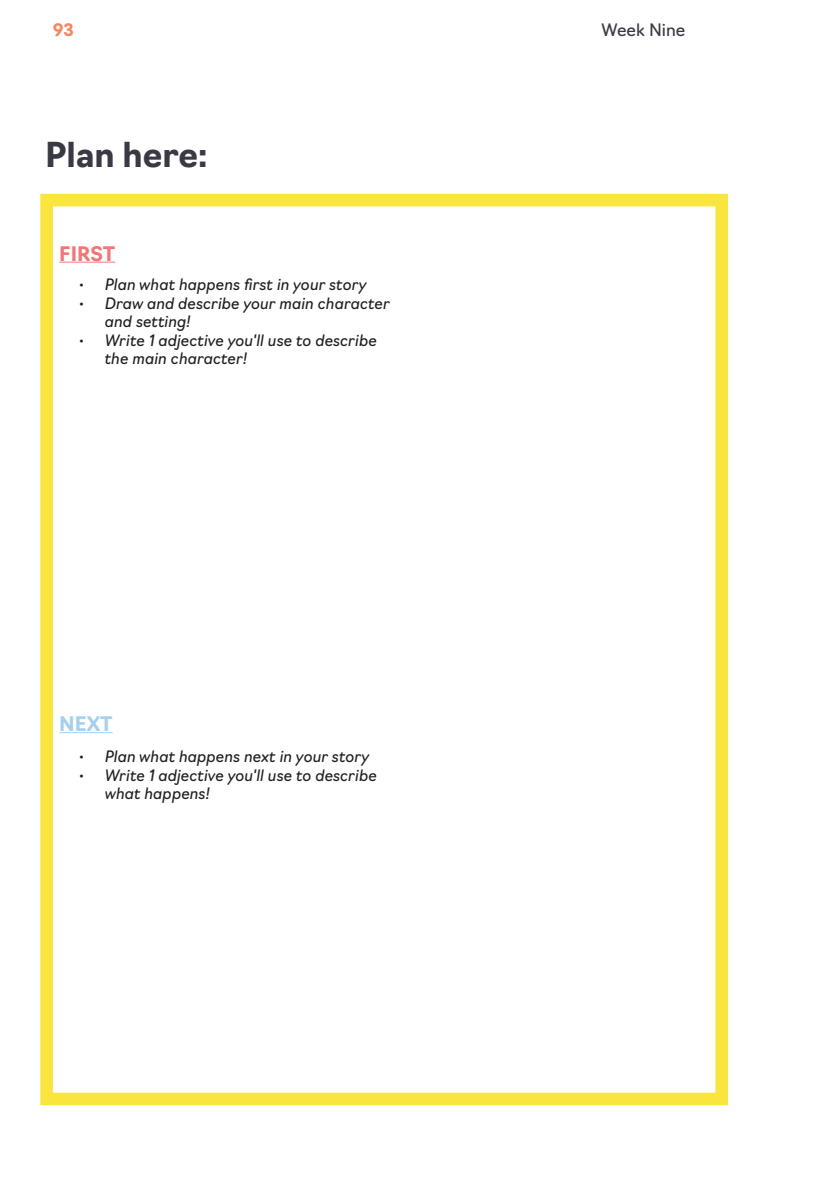 93
Week Nine
Plan here:
FIRST
• Plan what happens first in your story
• Draw and describe your main character
and setting!
• Write 1 adjective you'll use to describe
the main character!
NEXT
• Plan what happens next in your story
• Write 1 adjective you'll use to describe
what happens!